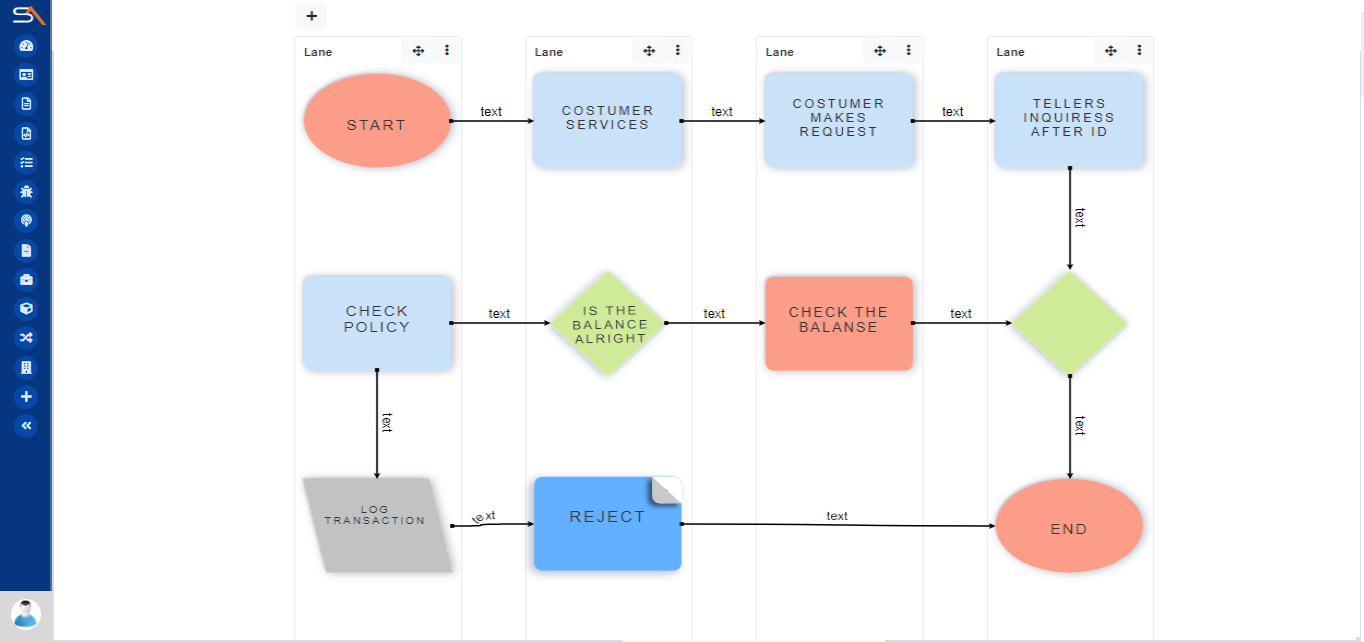 SA
+
Lane
Lane
Lane
Lane
START
text
COSTUMER
SERVICES
text
COSTUMER
MAKES
REQUEST
text
TELLERS
INQUIRESS
AFTER ID
text
CHECK
POLICY
text
IS THE
BALANCE
ALRIGHT
text
CHECK THE
BALANSE
text
text
text
LOG
TRANSACTION
text
REJECT
text
END